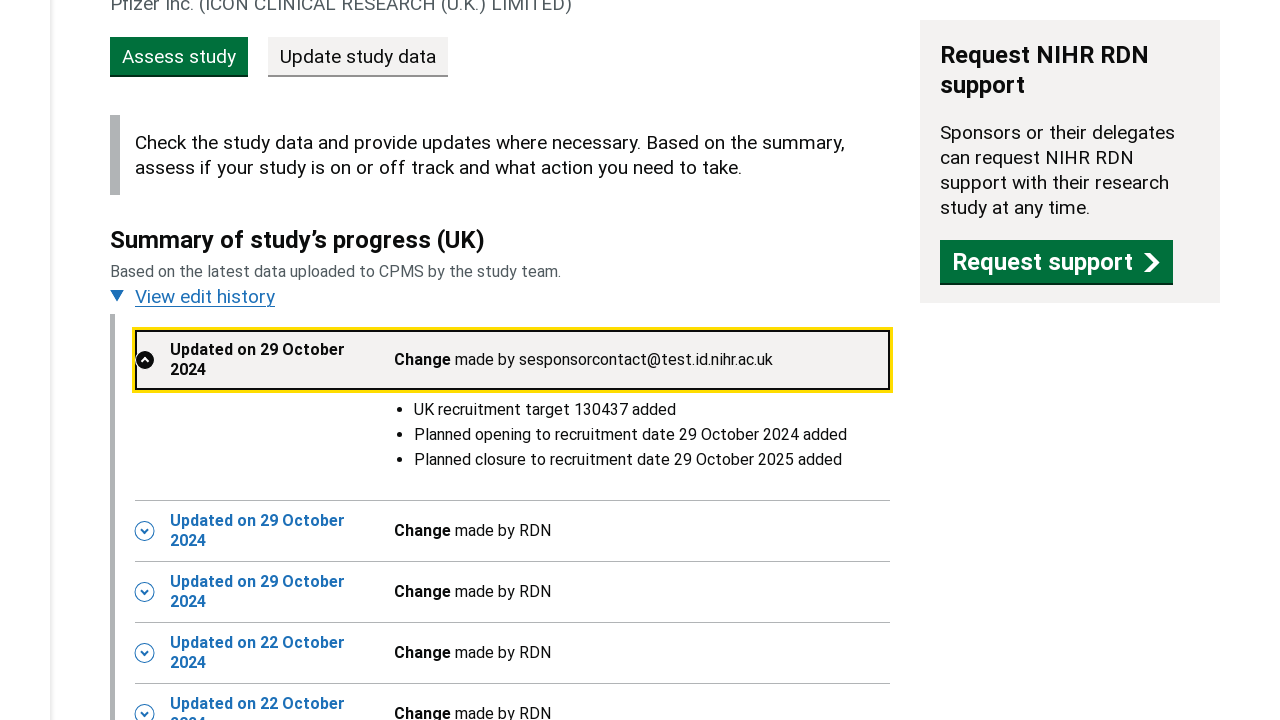 Pfizer Inc. (ICON CLINICAL RESEARCH (U.K.) LIMITED)
Assess study
Update study data
Check the study data and provide updates where necessary. Based on the summary,
assess if your study is on or off track and what action you need to take.
Summary of study’s progress (UK)
Based on the latest data uploaded to CPMS by the study team.
View edit history
Updated on 29 October
2024
Change made by sesponsorcontact@test.id.nihr.ac.uk
• UK recruitment target 130437 added
• Planned opening to recruitment date 29 October 2024 added
• Planned closure to recruitment date 29 October 2025 added
Updated on 29 October
2024
Change made by RDN
Updated on 29 October
2024
Change made by RDN
Updated on 22 October
2024
Change made by RDN
Updated on 22 October
2024
Change made by RDN
Request NIHR RDN
support
Sponsors or their delegates
can request NIHR RDN
support with their research
study at any time.
Request support